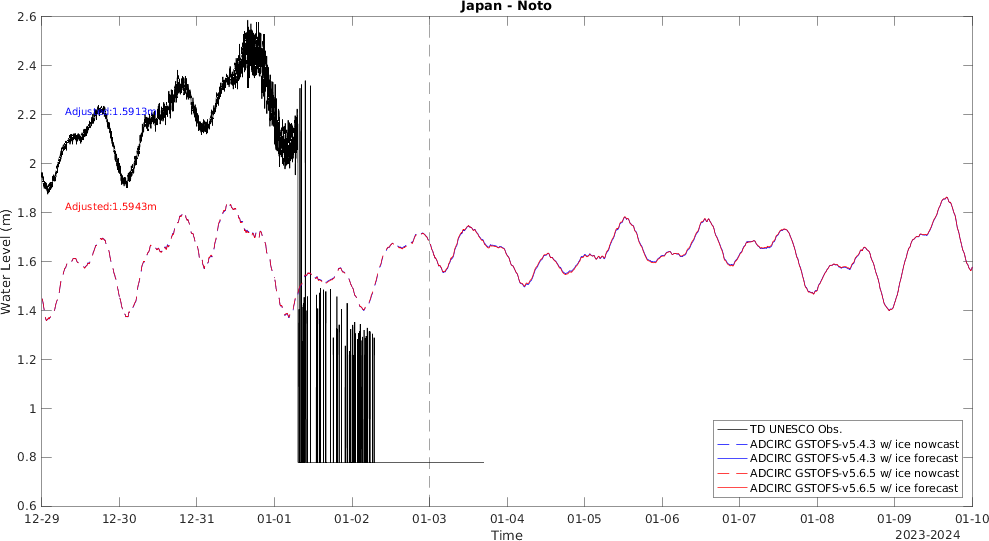 Japan - Noto
2.6
2.4
2.2
2
1.8
1.6
1.4
1.2
1
0.8
0.6
Water Level (m)
Adjusted:1.5913m
Adjusted:1.5943m
TD UNESCO Obs.
ADCIRC GSTOFS-v5.4.3 w/ ice nowcast
ADCIRC GSTOFS-v5.4.3 w/ ice forecast
ADCIRC GSTOFS-v5.6.5 w/ ice nowcast
ADCIRC GSTOFS-v5.6.5 w/ ice forecast
12-29 12-30 12-31 01-01 01-02 01-03 01-04 01-05 01-06 01-07 01-08 01-09 01-10
Time
2023-2024